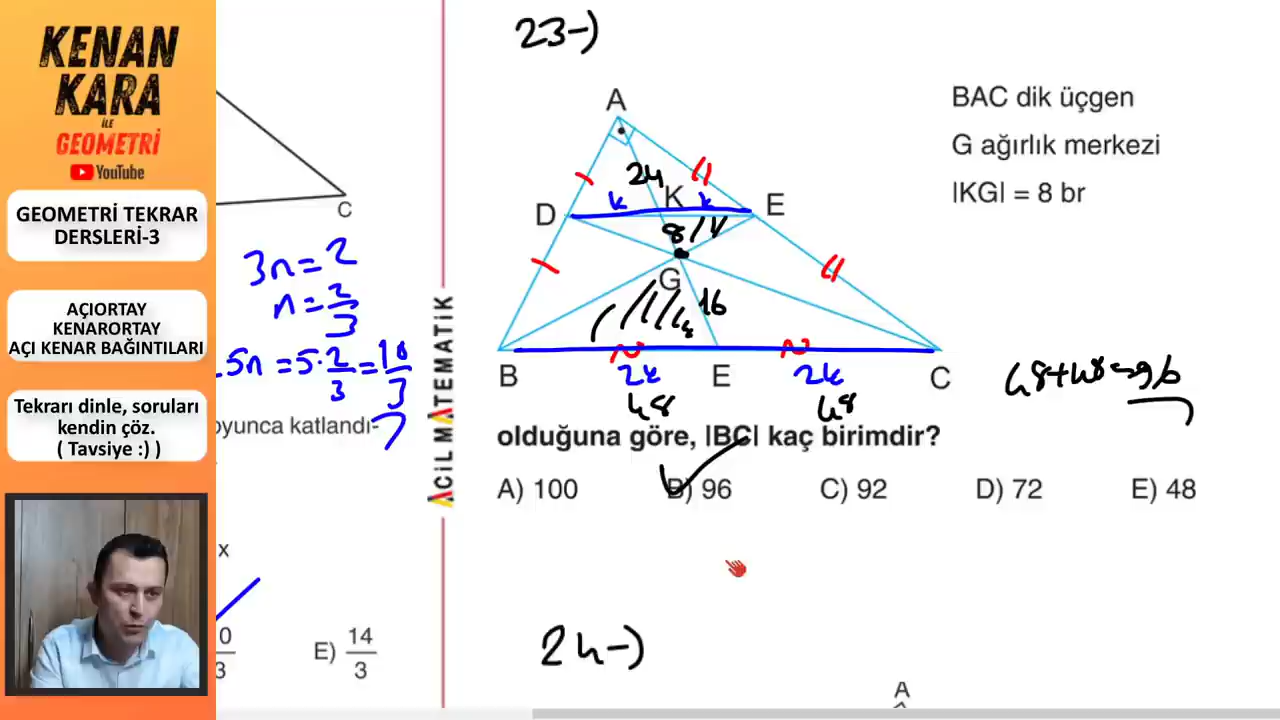 KENAN
KARA
İLE
GEOMETRİ
YouTube
GEOMETRİ TEKRAR
DERSLERİ-3
AÇIORTAY
KENARORTAY
AÇI KENAR BAĞINTILARI
Tekrarı dinle, soruları
kendin çöz.
( Tavsiye :) )
C
3n=2
n=2/3
5n=5·2/3=10/3
oyunca katlandı-
x
E) 14/3
ACİL MATEMATİK
23-)
A
24
D
k
K
k
E
8
G
16
B
E
C
2k
2k
48
48
48+48=96
BAC dik üçgen
G ağırlık merkezi
|KG| = 8 br
olduğuna göre, |BC| kaç birimdir?
A) 100
B) 96
C) 92
D) 72
E) 48
24-)
A